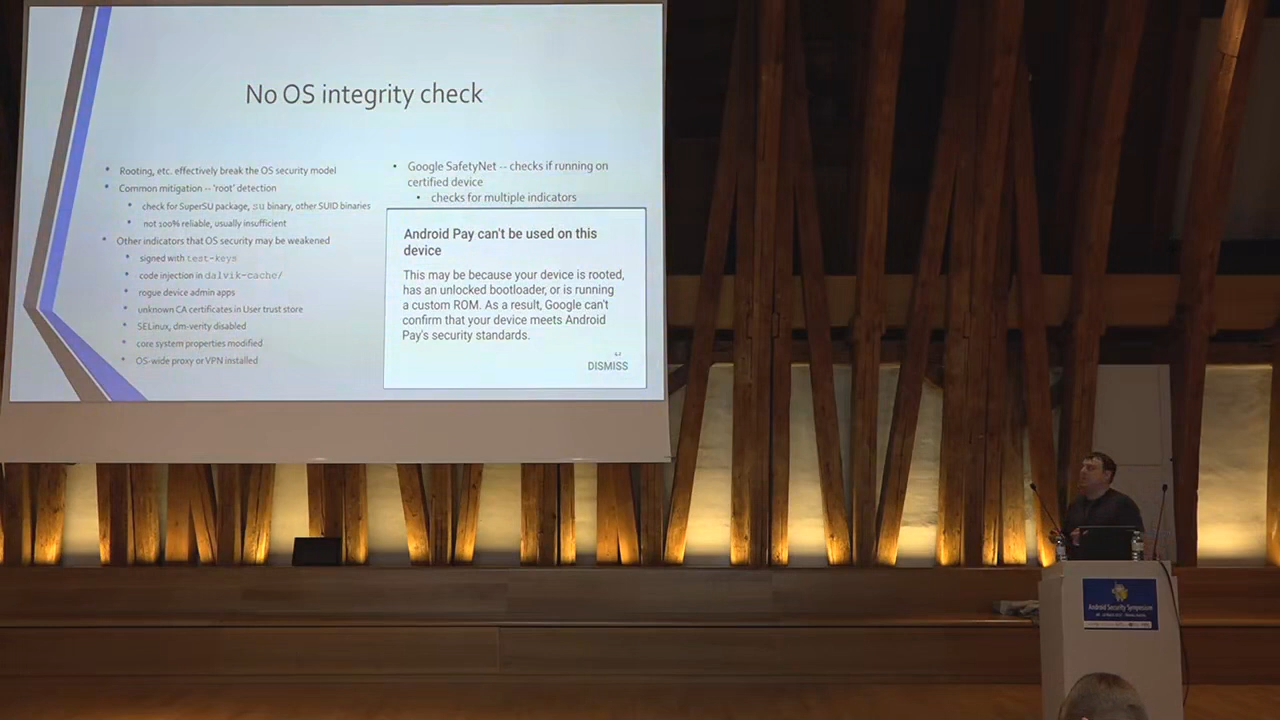 No OS integrity check
Rooting, etc. effectively break the OS security model
Common mitigation -- 'root' detection
check for SuperSU package, su binary, other SUID binaries
not 100% reliable, usually insufficient
Other indicators that OS security may be weakened
signed with test-keys
code injection in dalvik-cache/
rogue device admin apps
unknown CA certificates in User trust store
SELinux, dm-verity disabled
core system properties modified
OS-wide proxy or VPN installed
Google SafetyNet -- checks if running on
certified device
checks for multiple indicators
Android Pay can't be used on this
device
This may be because your device is rooted,
has an unlocked bootloader, or is running
a custom ROM. As a result, Google can't
confirm that your device meets Android
Pay's security standards.
DISMISS
Android Security Symposium